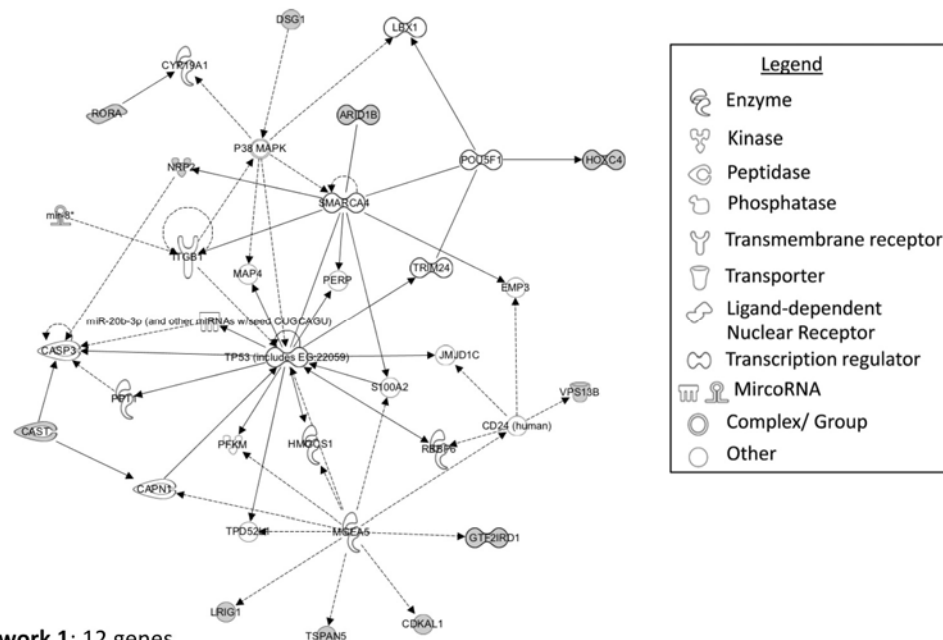 DSG1
LBX1
CYP19A1
RORA
ARID1B
P38 MAPK
POU5F1
HOXC4
NRP2
SMARCA4
mir-8*
ITGB1
MAP4
PERP
TRIM24
EMP3
miR-20b-3p (and other miRNAs w/seed CUGCAGU)
CASP3
TP53 (includes EG:22059)
JMJD1C
S100A2
VPS13B
CAST
PFKM
HMGCS1
CD24 (human)
CAPN1
TPD52L1
MGEA5
GTF2IRD1
LRIG1
TSPAN5
CDKAL1
work 1: 12 genes
Legend
Enzyme
Kinase
Peptidase
Phosphatase
Transmembrane receptor
Transporter
Ligand-dependent
Nuclear Receptor
Transcription regulator
MircoRNA
Complex/ Group
Other